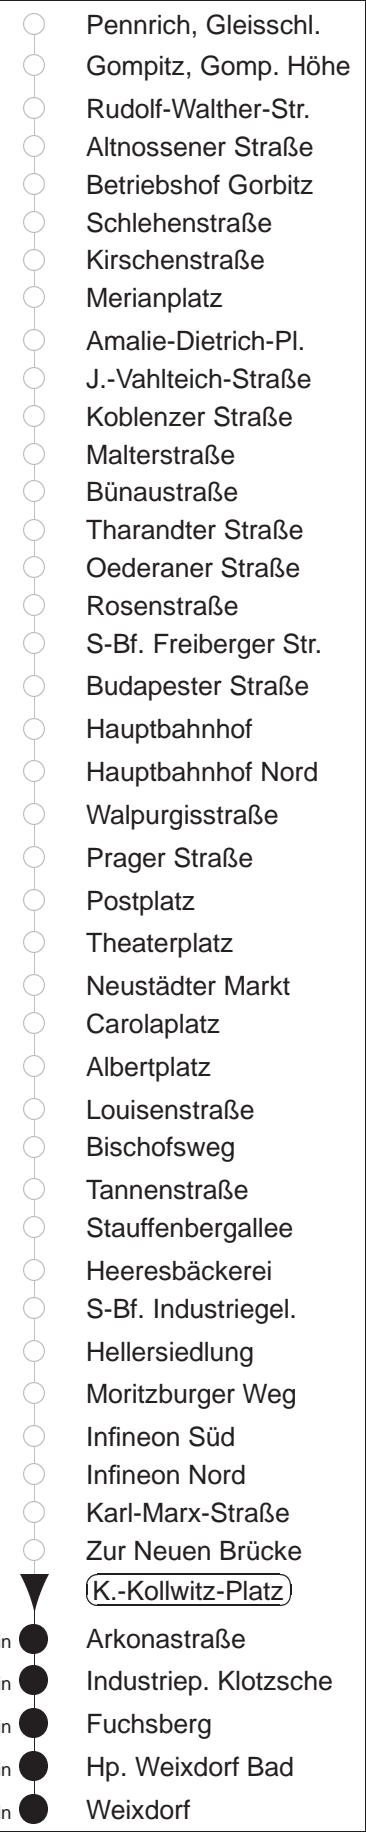 Pennrich, Gleisschl.
Gompitz, Gomp. Höhe
Rudolf-Walther-Str.
Altnossener Straße
Betriebshof Gorbitz
Schlehenstraße
Kirschenstraße
Merianplatz
Amalie-Dietrich-Pl.
J.-Vahlteich-Straße
Koblenzer Straße
Malterstraße
Bünaustraße
Tharandter Straße
Oederaner Straße
Rosenstraße
S-Bf. Freiberger Str.
Budapester Straße
Hauptbahnhof
Hauptbahnhof Nord
Walpurgisstraße
Prager Straße
Postplatz
Theaterplatz
Neustädter Markt
Carolaplatz
Albertplatz
Louisenstraße
Bischofsweg
Tannenstraße
Stauffenbergallee
Heeresbäckerei
S-Bf. Industriegel.
Hellersiedlung
Moritzburger Weg
Infineon Süd
Infineon Nord
Karl-Marx-Straße
Zur Neuen Brücke
K.-Kollwitz-Platz
Arkonastraße
Industriep. Klotzsche
Fuchsberg
Hp. Weixdorf Bad
Weixdorf